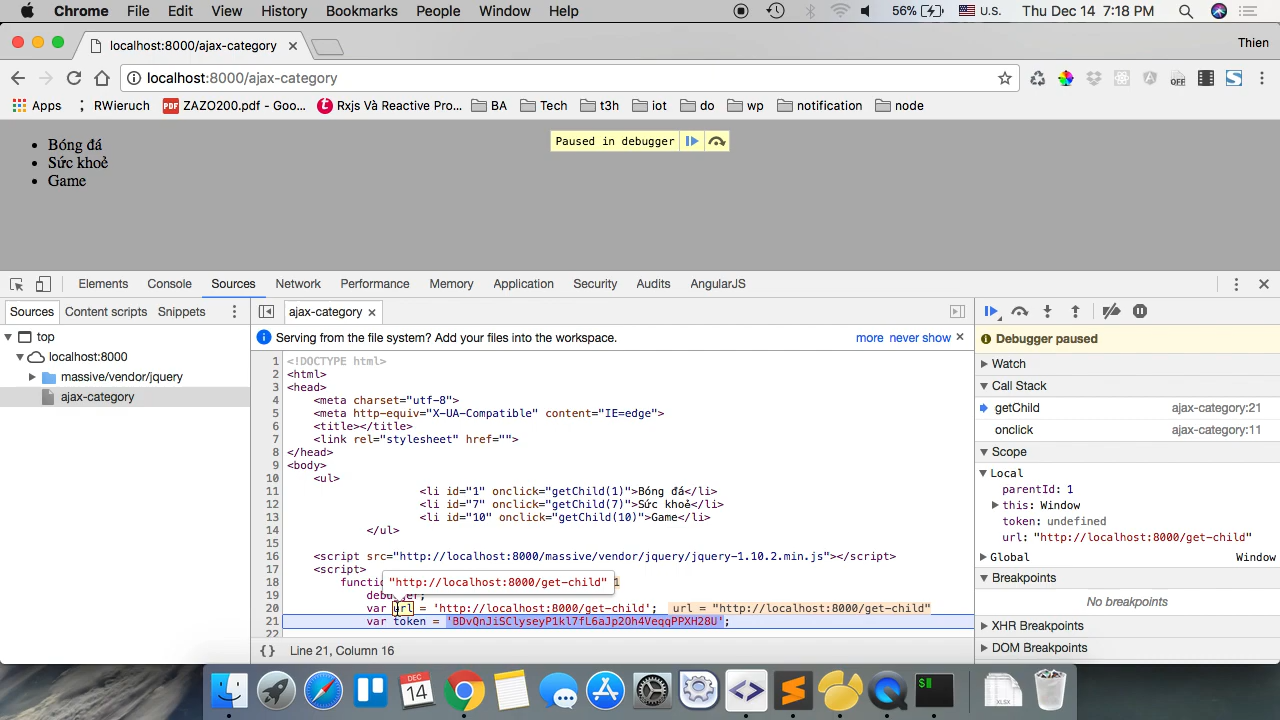 Chrome File Edit View History Bookmarks People Window Help 56% U.S. Thu Dec 14 7:18 PM
localhost:8000/ajax-category Thien
localhost:8000/ajax-category OFF
Apps RWieruch PDF ZAZO200.pdf - Goo... t Rxjs Và Reactive Pro... BA Tech t3h iot do wp notification node
Paused in debugger
• Bóng đá
• Sức khoẻ
• Game
Elements Console Sources Network Performance Memory Application Security Audits AngularJS
Sources Content scripts Snippets
ajax-category
top
localhost:8000
massive/vendor/jquery
ajax-category
Serving from the file system? Add your files into the workspace. more never show
1 <!DOCTYPE html>
2 <html>
3 <head>
4 <meta charset="utf-8">
5 <meta http-equiv="X-UA-Compatible" content="IE=edge">
6 <title></title>
7 <link rel="stylesheet" href="">
8 </head>
9 <body>
10 <ul>
11 <li id="1" onclick="getChild(1)">Bóng đá</li>
12 <li id="7" onclick="getChild(7)">Sức khoẻ</li>
13 <li id="10" onclick="getChild(10)">Game</li>
14 </ul>
15
16 <script src="http://localhost:8000/massive/vendor/jquery/jquery-1.10.2.min.js"></script>
17 <script>
18 functi "http://localhost:8000/get-child" 1
19 debugger;
20 var url = 'http://localhost:8000/get-child'; url = "http://localhost:8000/get-child"
21 var token = 'BDvQnJiSClyseyP1kl7fL6aJp2Oh4VeqqPPXH28U';
22
{} Line 21, Column 16
Debugger paused
Watch
Call Stack
getChild ajax-category:21
onclick ajax-category:11
Scope
Local
parentId: 1
this: Window
token: undefined
url: "http://localhost:8000/get-child"
Global Window
Breakpoints
No breakpoints
XHR Breakpoints
DOM Breakpoints
DEC
14
$
XLSX